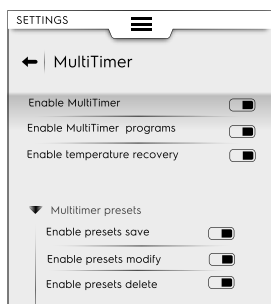 SETTINGS
MultiTimer
Enable MultiTimer
Enable MultiTimer programs
Enable temperature recovery
Multitimer presets
Enable presets save
Enable presets modify
Enable presets delete